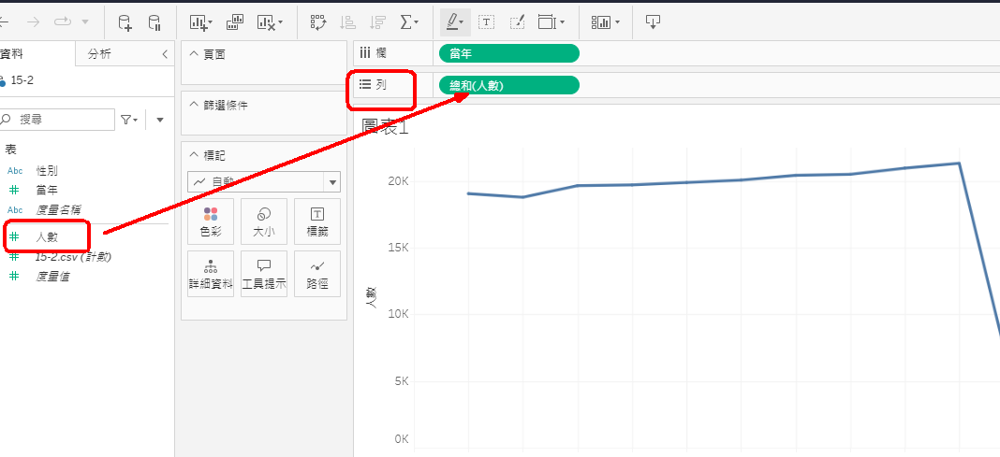 資料
分析
頁面
欄
當年
15-2
列
總和(人數)
篩選條件
搜尋
圖表1
表
標記
Abc 性別
自動
# 當年
Abc 度量名稱
色彩
大小
標籤
# 人數
# 15-2.csv (計數)
# 度量值
詳細資料
工具提示
路徑
人數
20K
15K
10K
5K
0K